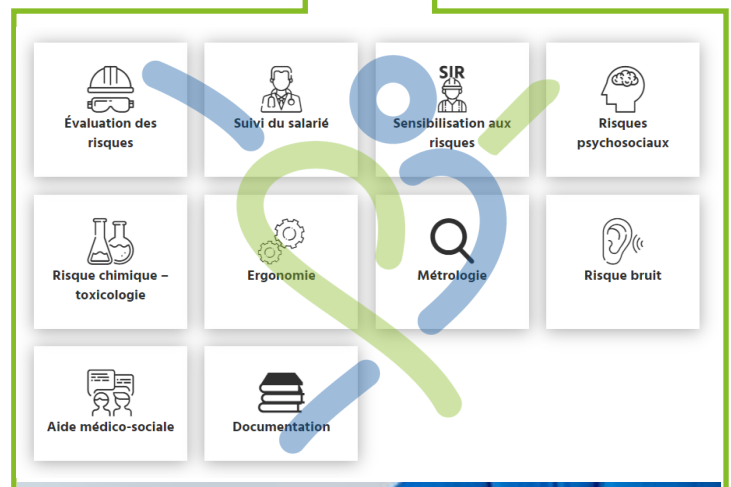 Évaluation des
risques
Suivi du salarié
SIR
Sensibilisation aux
risques
Risques
psychosociaux
Risque chimique –
toxicologie
Ergonomie
Métrologie
Risque bruit
Aide médico-sociale
Documentation